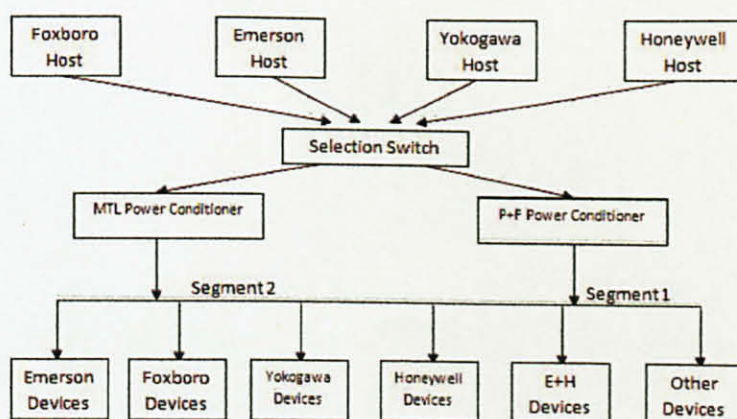 Foxboro
Host
Emerson
Host
Yokogawa
Host
Honeywell
Host
Selection Switch
MTL Power Conditioner
P+F Power Conditioner
Segment 2
Segment 1
Emerson
Devices
Foxboro
Devices
Yokogawa
Devices
Honeywell
Devices
E+H
Devices
Other
Devices